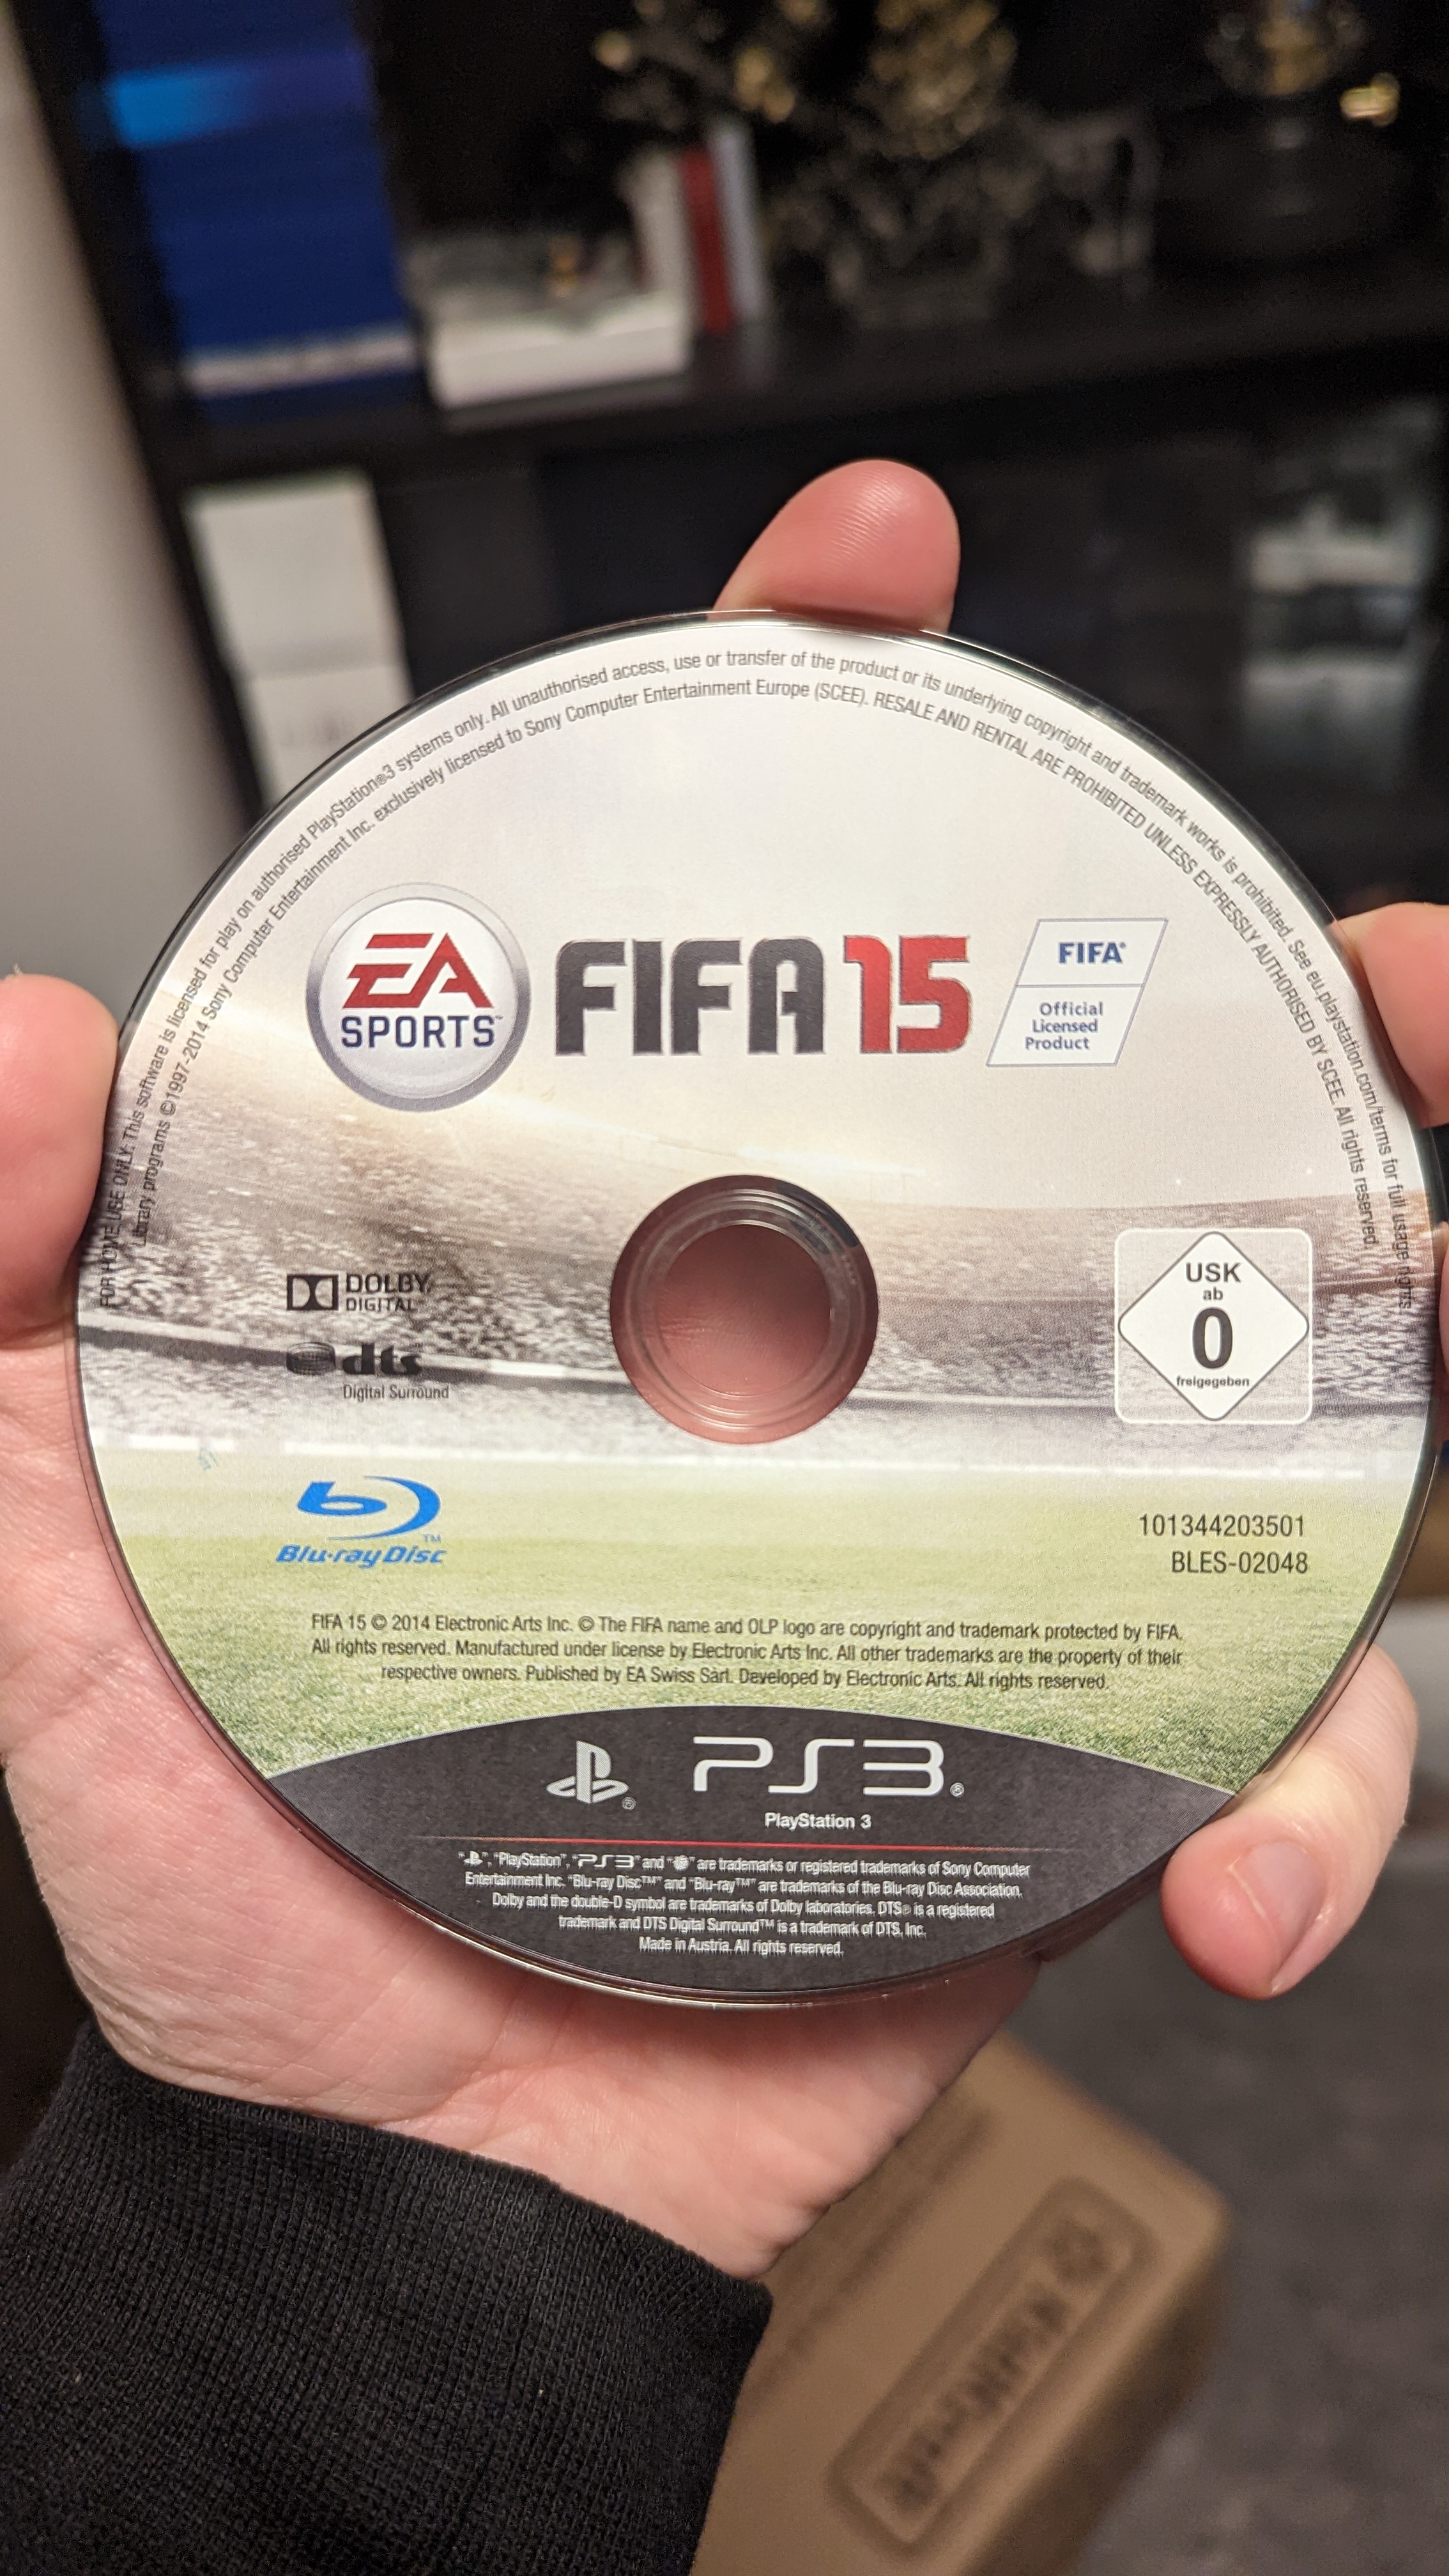 FOR HOME USE ONLY. This software is licensed for play on authorised PlayStation®3 systems only. All unauthorised access, use or transfer of the product or its underlying copyright and trademark works is prohibited. See eu.playstation.com/terms for full usage rights
Library programs ©1997-2014 Sony Computer Entertainment Inc. exclusively licensed to Sony Computer Entertainment Europe (SCEE). RESALE AND RENTAL ARE PROHIBITED UNLESS EXPRESSLY AUTHORISED BY SCEE. All rights reserved.
EA
SPORTS™
FIFA 15
FIFA®
Official
Licensed
Product
DOLBY
DIGITAL
dts
Digital Surround
USK
ab
0
freigegeben
Blu-ray Disc™
101344203501
BLES-02048
FIFA 15 © 2014 Electronic Arts Inc. © The FIFA name and OLP logo are copyright and trademark protected by FIFA.
All rights reserved. Manufactured under license by Electronic Arts Inc. All other trademarks are the property of their
respective owners. Published by EA Swiss Sàrl. Developed by Electronic Arts. All rights reserved.
PS3®
PlayStation 3
" ", "PlayStation", "PS3" and " " are trademarks or registered trademarks of Sony Computer
Entertainment Inc. "Blu-ray Disc™" and "Blu-ray™" are trademarks of the Blu-ray Disc Association.
Dolby and the double-D symbol are trademarks of Dolby laboratories. DTS® is a registered
trademark and DTS Digital Surround™ is a trademark of DTS, Inc.
Made in Austria. All rights reserved.